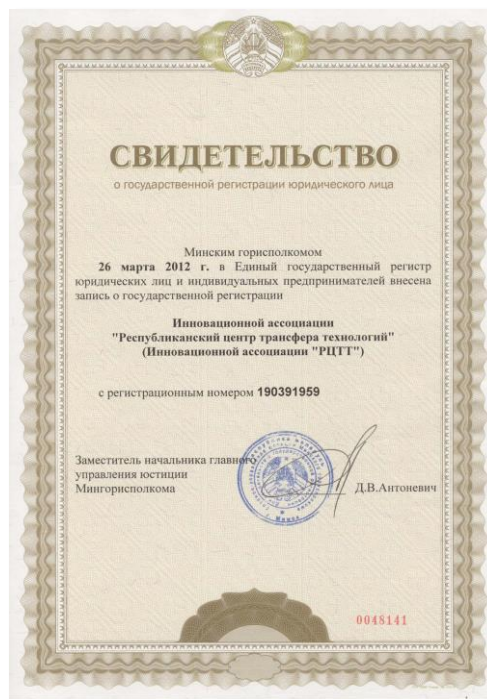 СВИДЕТЕЛЬСТВО
о государственной регистрации юридического лица
Минским горисполкомом
26 марта 2012 г. в Единый государственный регистр
юридических лиц и индивидуальных предпринимателей внесена
запись о государственной регистрации
Инновационной ассоциации
"Республиканский центр трансфера технологий"
(Инновационной ассоциации "РЦТТ")
с регистрационным номером 190391959
Заместитель начальника главного
управления юстиции
Мингорисполкома
Д.В.Антоневич
г. Минск
0048141